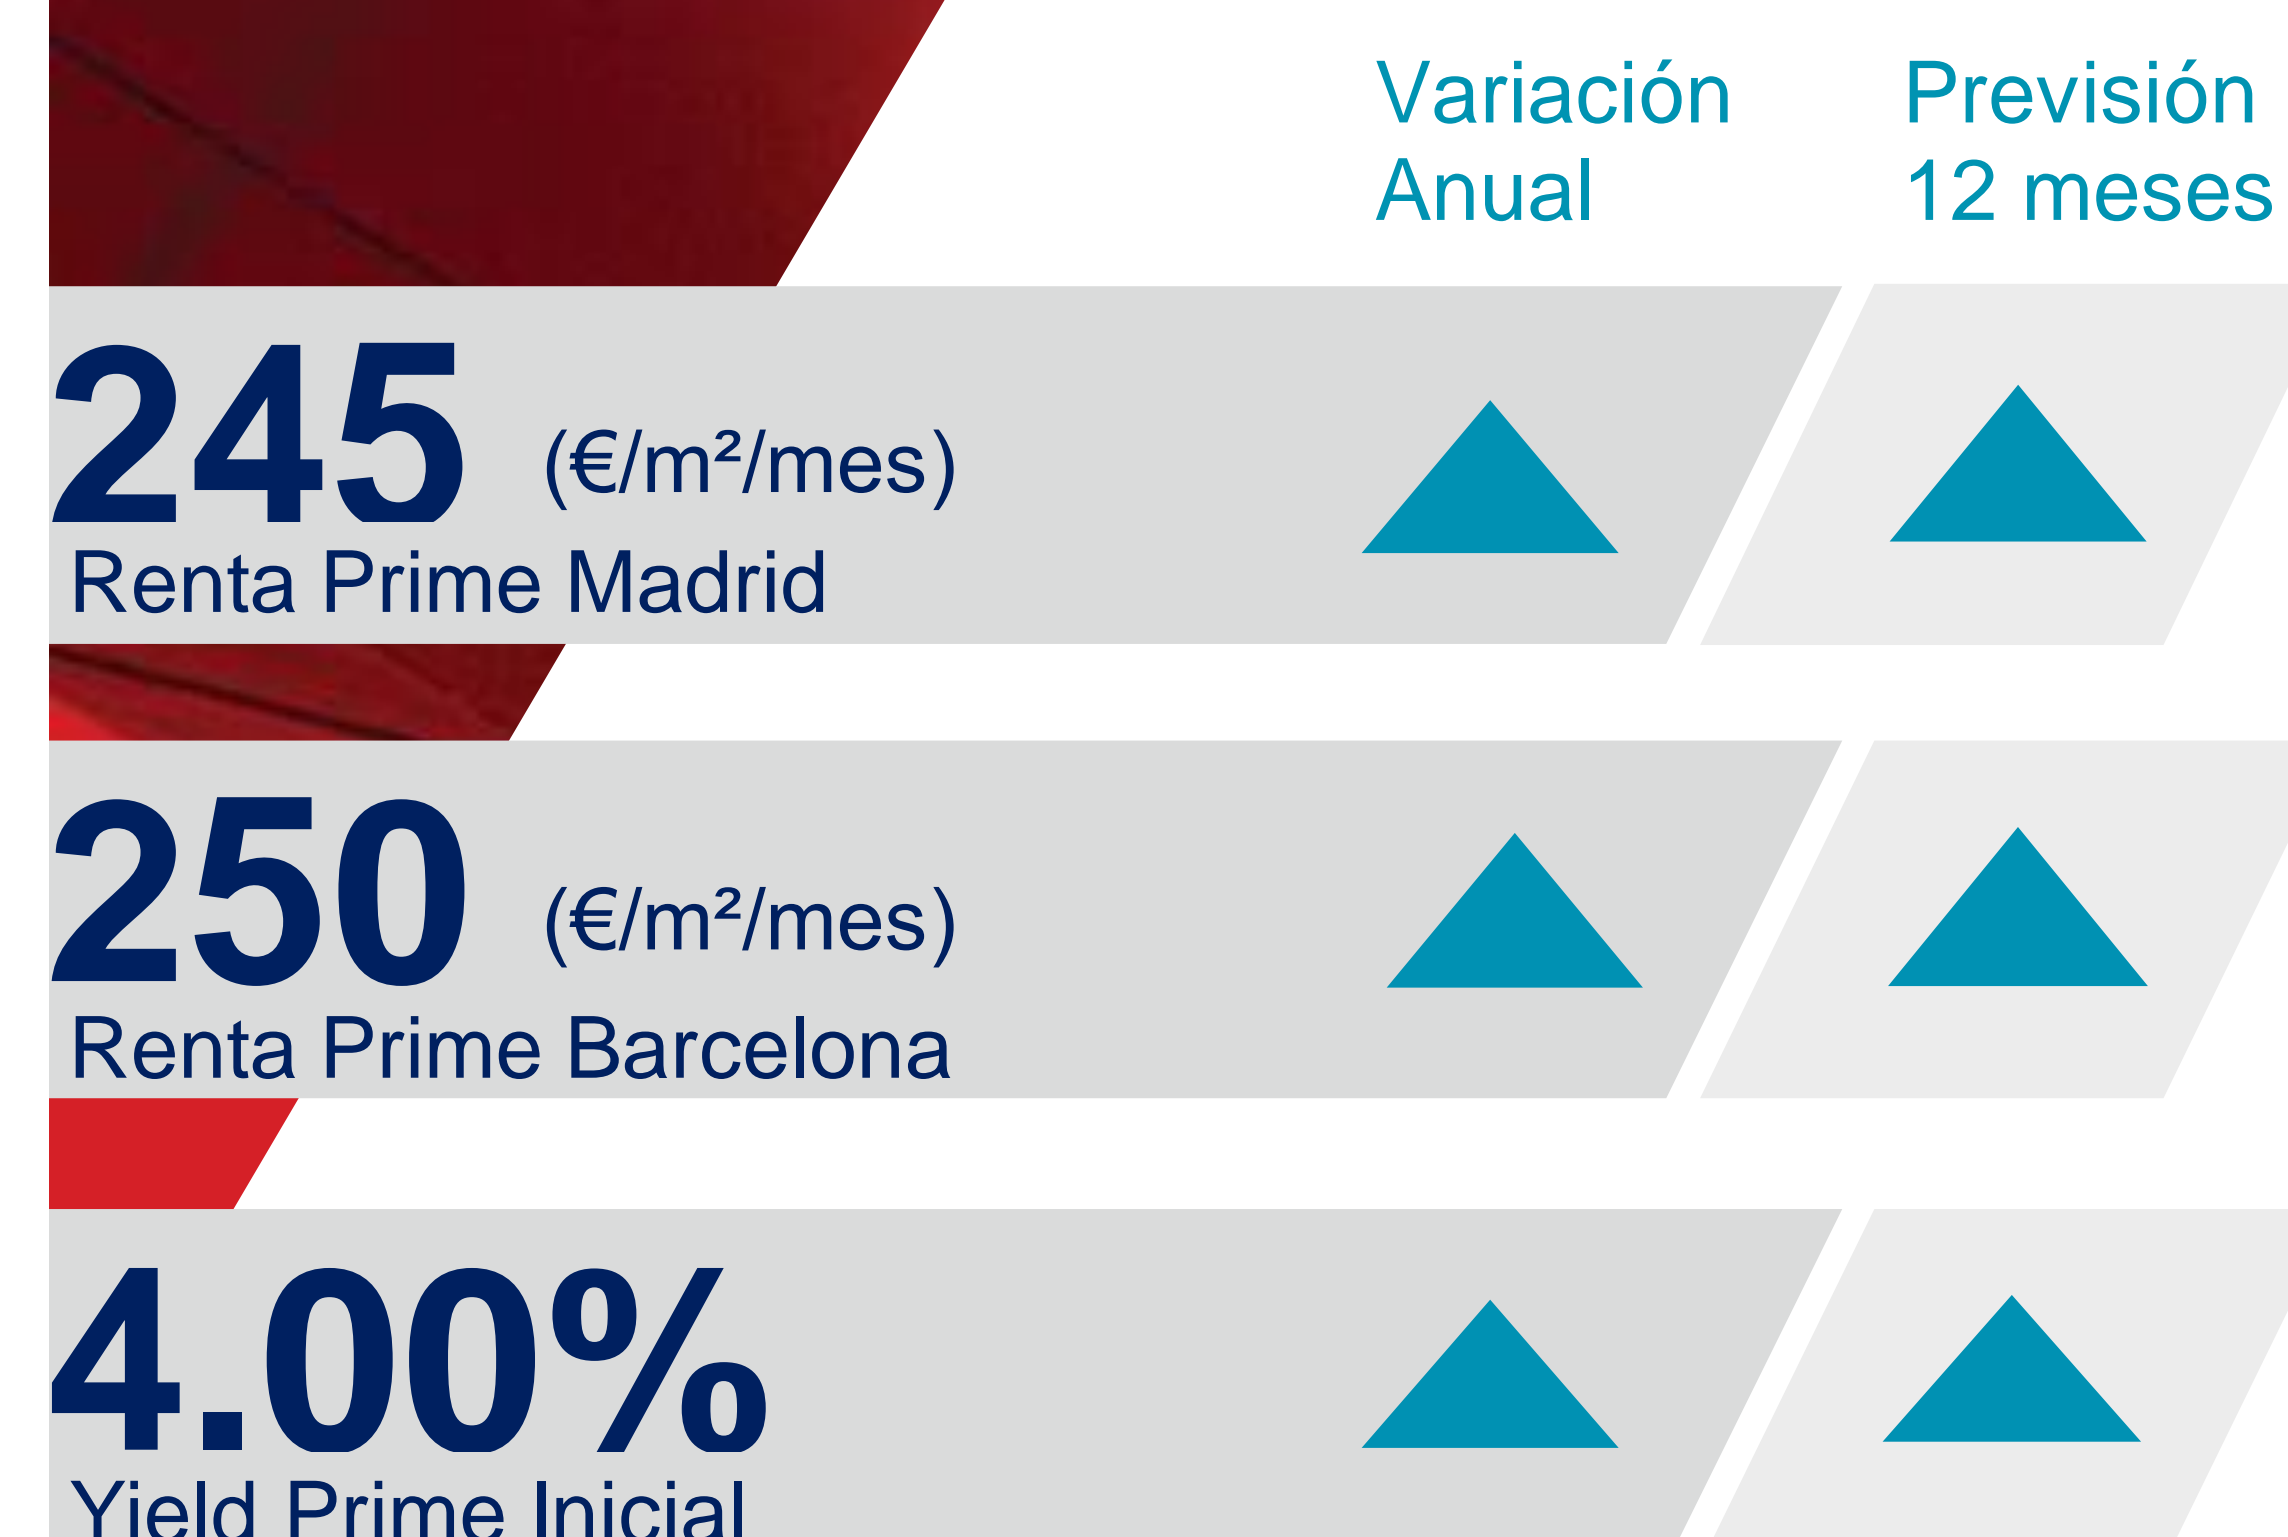 Variación Previsión
Anual 12 meses
245 (€/m²/mes)
Renta Prime Madrid
250 (€/m²/mes)
Renta Prime Barcelona
4.00%
Yield Prime Inicial